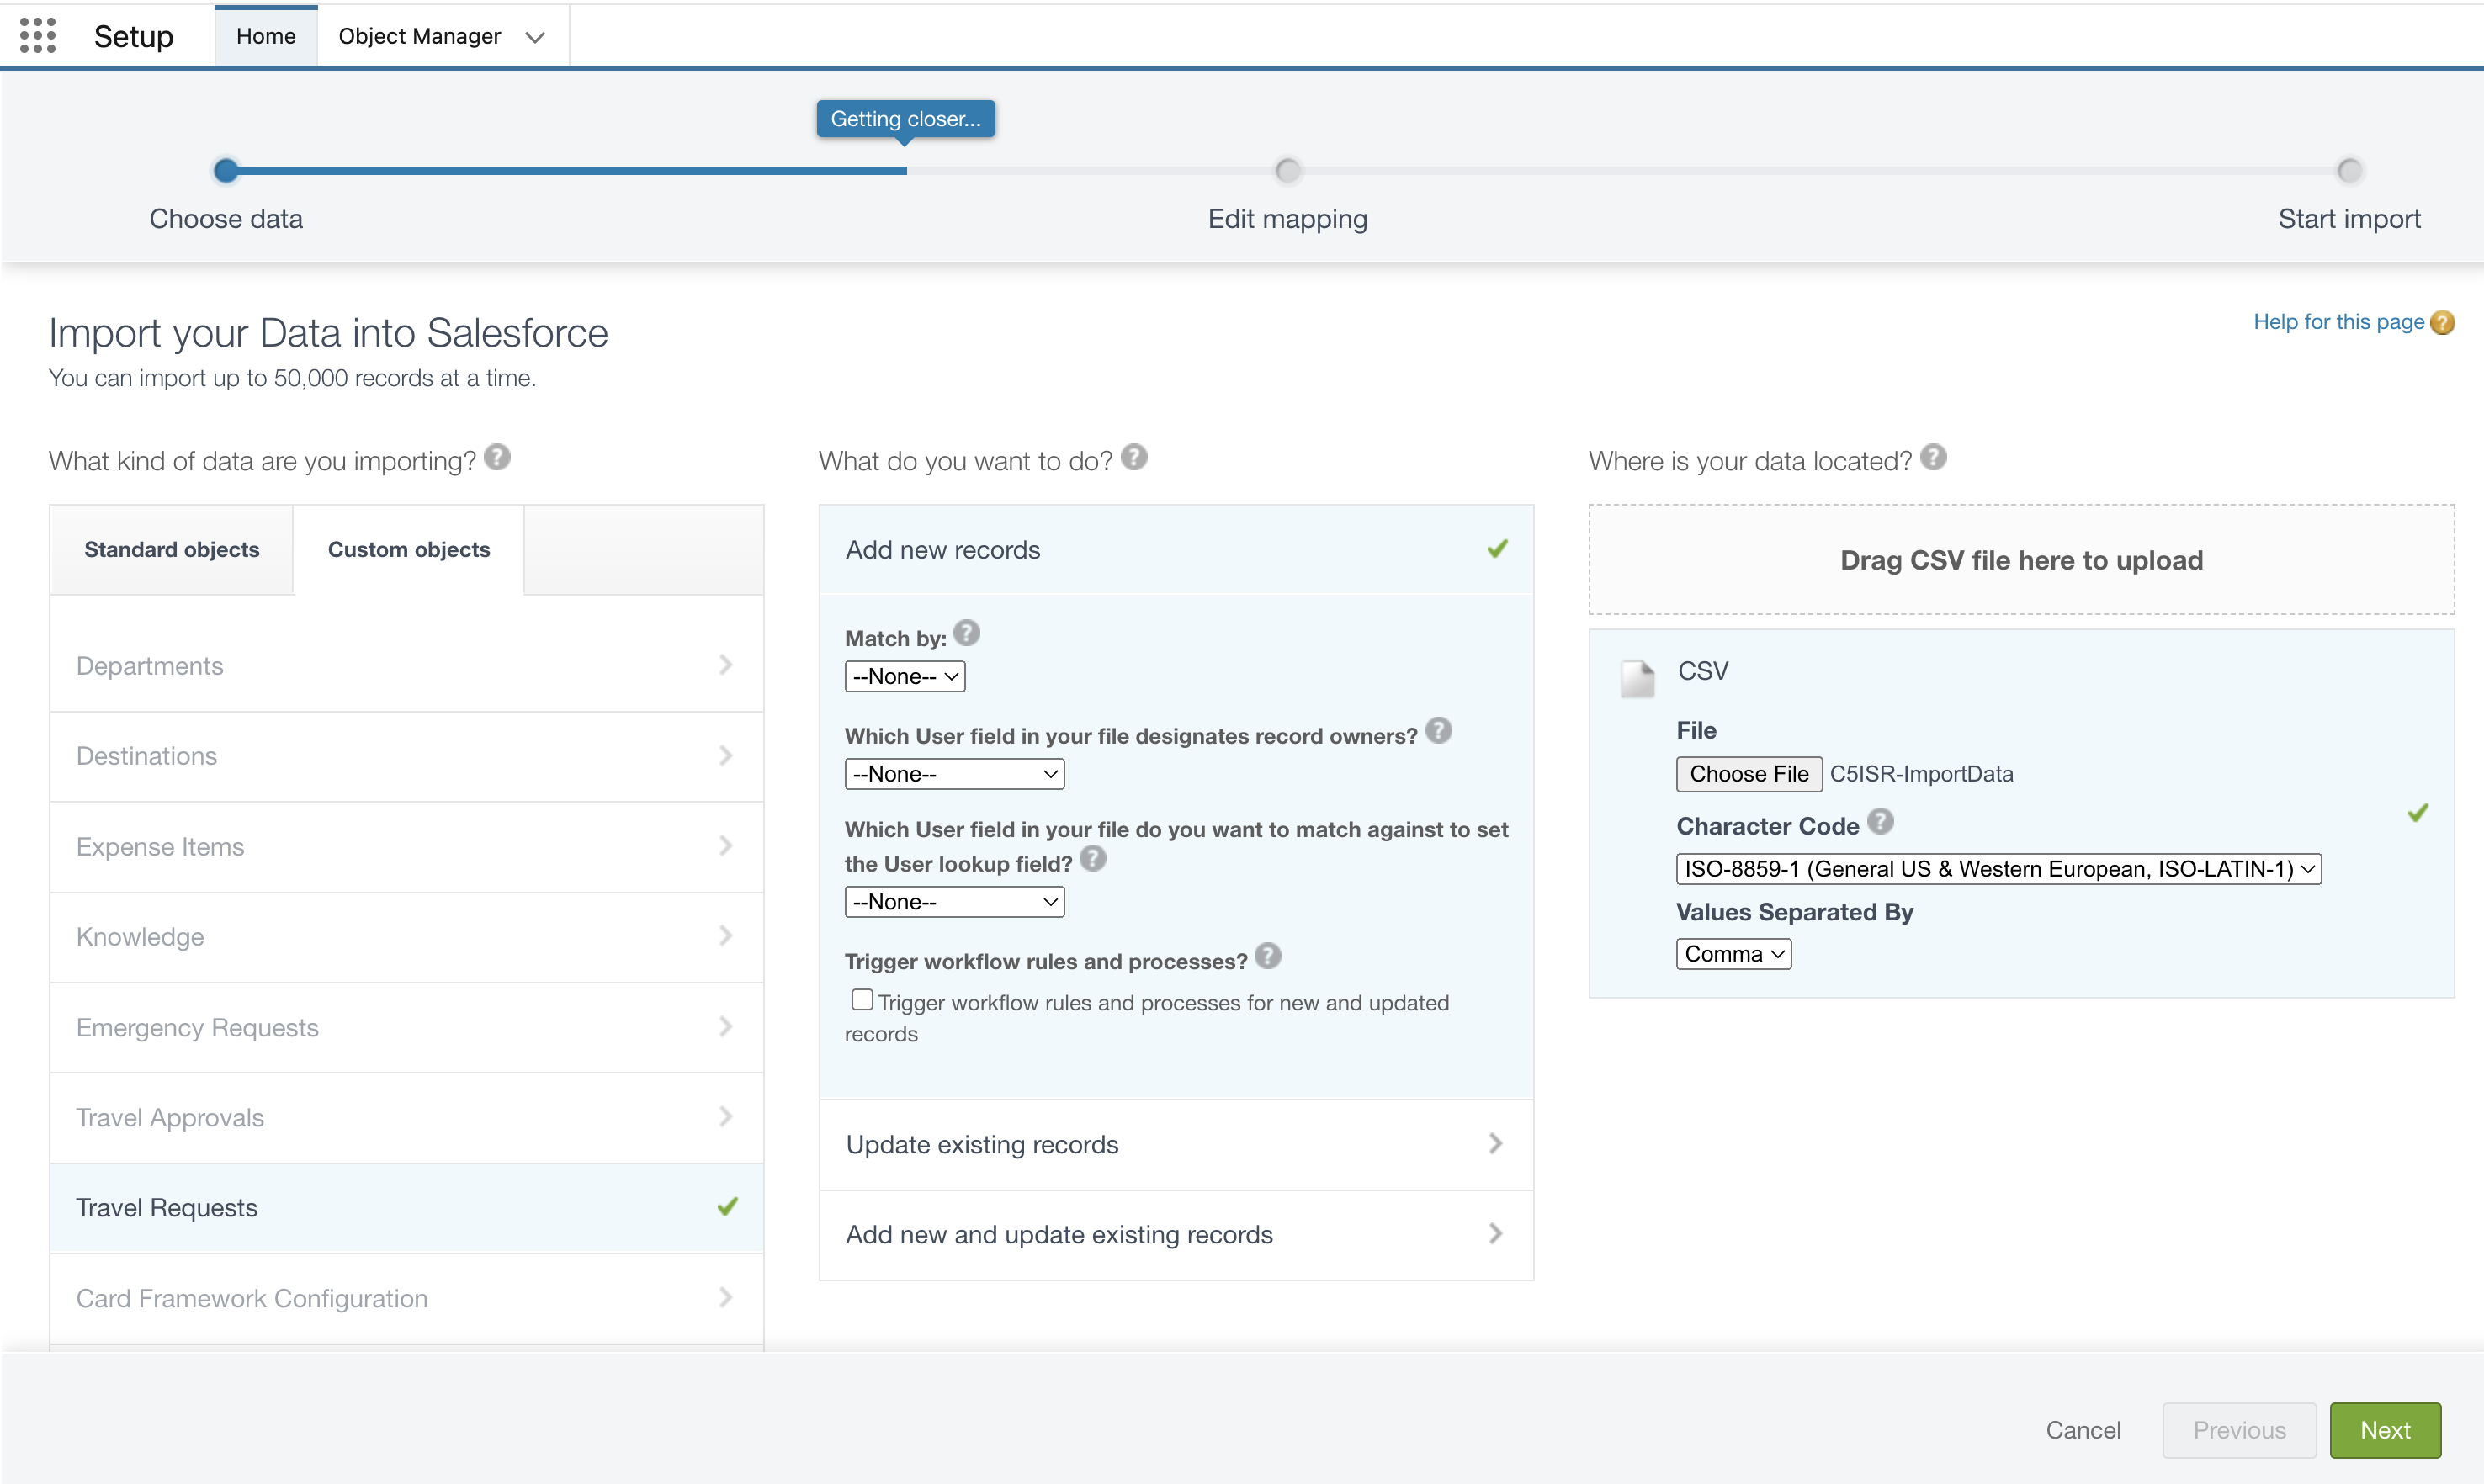 Setup
Home
Object Manager
Getting closer...
Choose data
Edit mapping
Start import
Import your Data into Salesforce
Help for this page
You can import up to 50,000 records at a time.
What kind of data are you importing?
Standard objects
Custom objects
Departments
Destinations
Expense Items
Knowledge
Emergency Requests
Travel Approvals
Travel Requests
Card Framework Configuration
What do you want to do?
Add new records
Match by:
--None--
Which User field in your file designates record owners?
--None--
Which User field in your file do you want to match against to set
the User lookup field?
--None--
Trigger workflow rules and processes?
Trigger workflow rules and processes for new and updated
records
Update existing records
Add new and update existing records
Where is your data located?
Drag CSV file here to upload
CSV
File
Choose File C5ISR-ImportData
Character Code
ISO-8859-1 (General US & Western European, ISO-LATIN-1)
Values Separated By
Comma
Cancel
Previous
Next